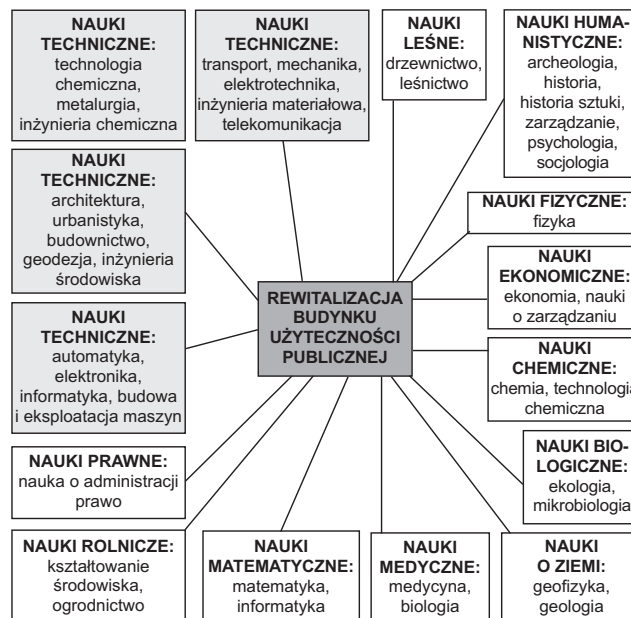 NAUKI
TECHNICZNE:
technologia
chemiczna,
metalurgia,
inżynieria chemiczna
NAUKI
TECHNICZNE:
transport, mechanika,
elektrotechnika,
inżynieria materiałowa,
telekomunikacja
NAUKI
LEŚNE:
drzewnictwo,
leśnictwo
NAUKI HUMA-
NISTYCZNE:
archeologia,
historia,
historia sztuki,
zarządzanie,
psychologia,
socjologia
NAUKI
TECHNICZNE:
architektura,
urbanistyka,
budownictwo,
geodezja, inżynieria
środowiska
NAUKI FIZYCZNE:
fizyka
NAUKI
EKONOMICZNE:
ekonomia, nauki
o zarządzaniu
REWITALIZACJA
BUDYNKU
UŻYTECZNOŚCI
PUBLICZNEJ
NAUKI
TECHNICZNE:
automatyka,
elektronika,
informatyka, budowa
i eksploatacja maszyn
NAUKI
CHEMICZNE:
chemia, technologia
chemiczna
NAUKI BIO-
LOGICZNE:
ekologia,
mikrobiologia
NAUKI PRAWNE:
nauka o administracji
prawo
NAUKI ROLNICZE:
kształtowanie
środowiska,
ogrodnictwo
NAUKI
MATEMATYCZNE:
matematyka,
informatyka
NAUKI
MEDYCZNE:
medycyna,
biologia
NAUKI
O ZIEMI:
geofizyka,
geologia